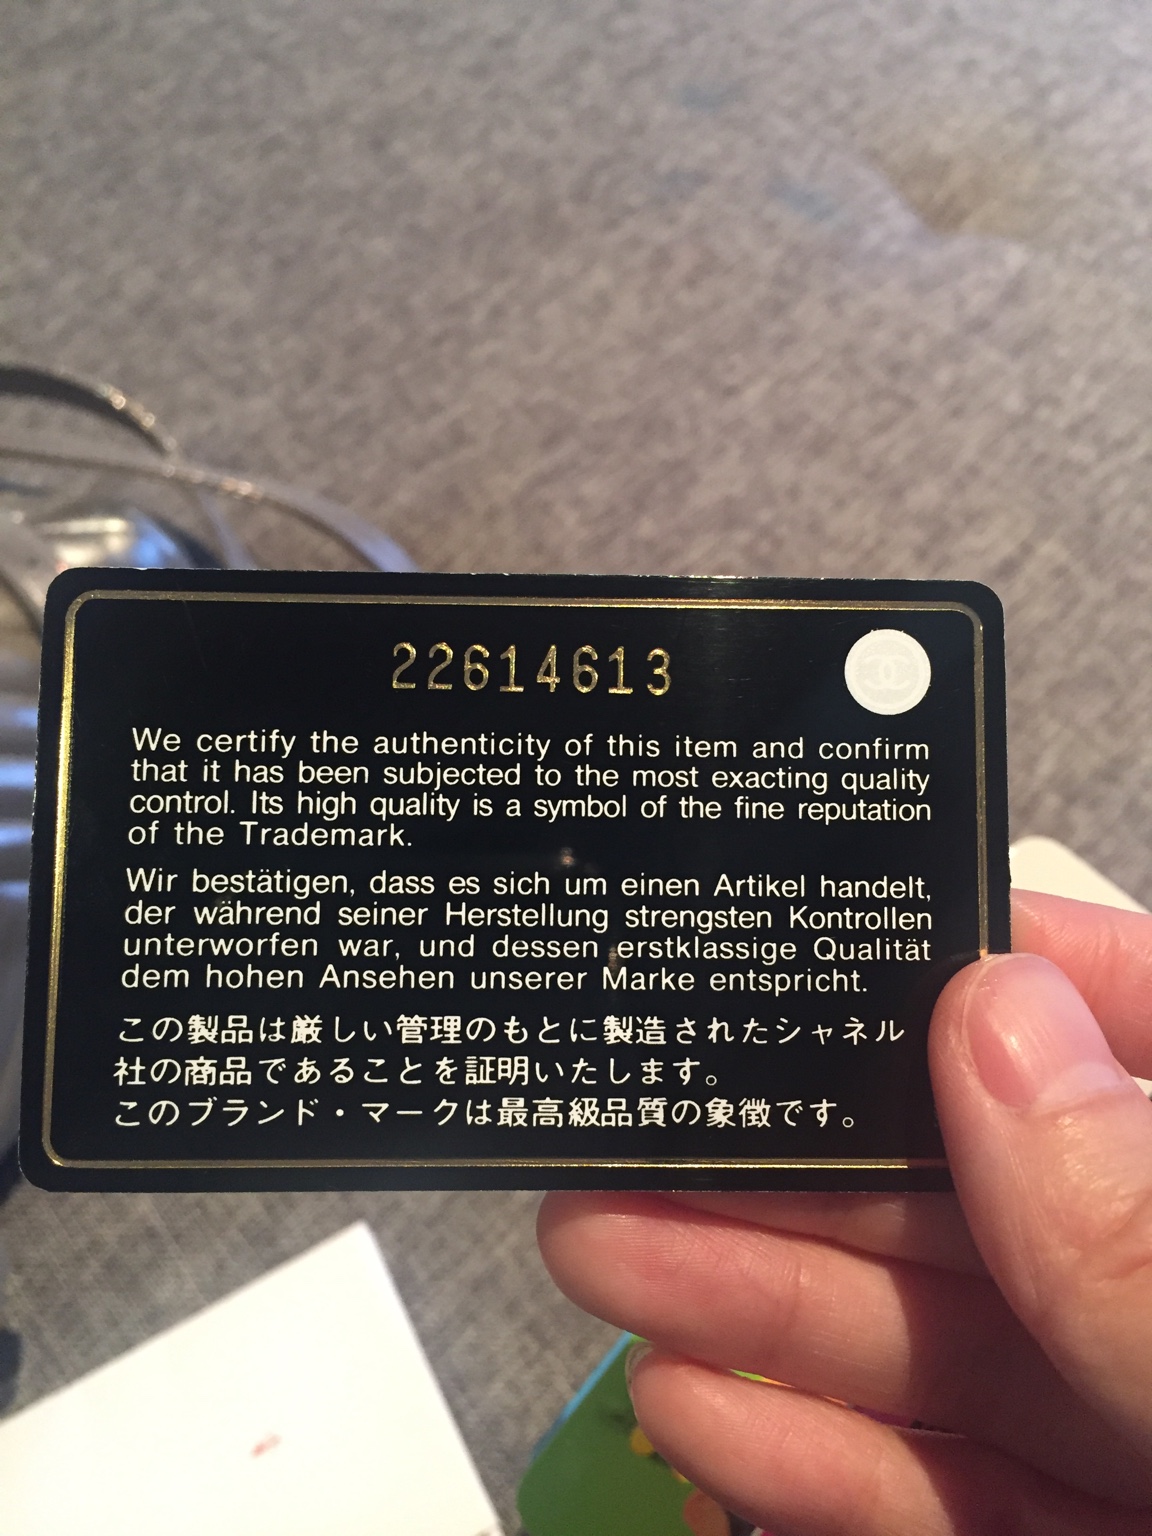 22614613
We certify the authenticity of this item and confirm
that it has been subjected to the most exacting quality
control. Its high quality is a symbol of the fine reputation
of the Trademark.
Wir bestätigen, dass es sich um einen Artikel handelt,
der während seiner Herstellung strengsten Kontrollen
unterworfen war, und dessen erstklassige Qualität
dem hohen Ansehen unserer Marke entspricht.
この製品は厳しい管理のもとに製造されたシャネル
社の商品であることを証明いたします。
このブランド・マークは最高級品質の象徴です。